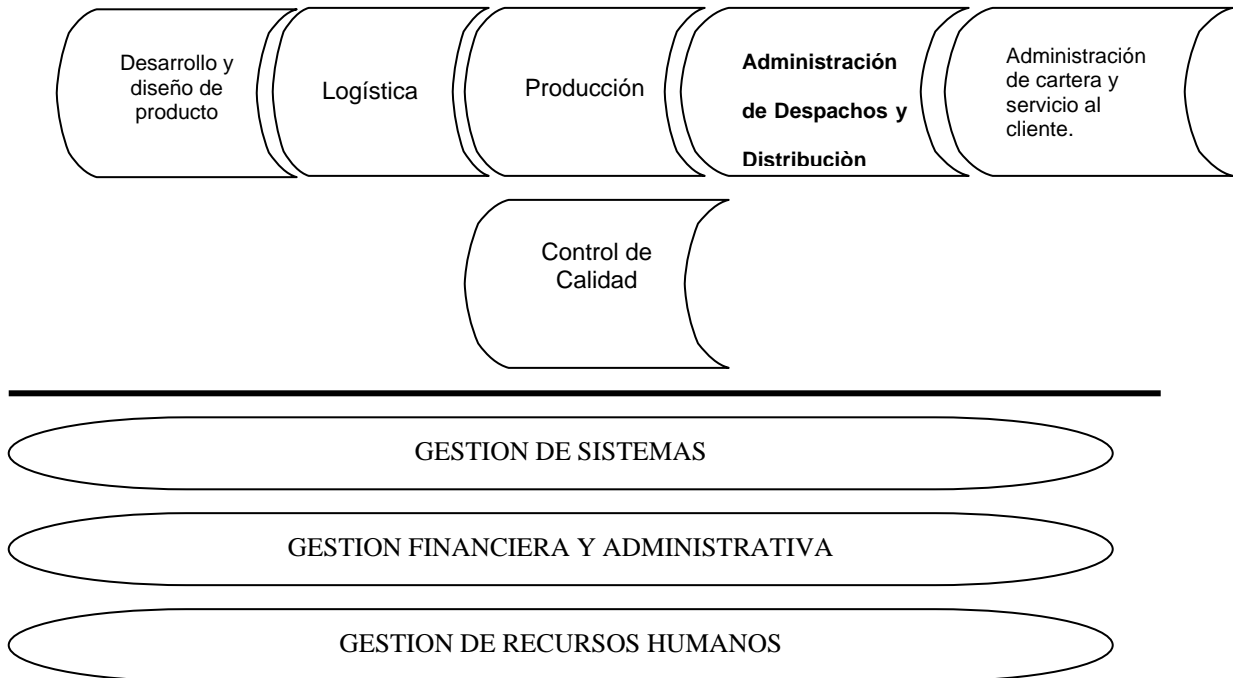 Desarrollo y
diseño de
producto
Logística
Producción
Administración
de Despachos y
Distribuciòn
Administración
de cartera y
servicio al
cliente.
Control de
Calidad
GESTION DE SISTEMAS
GESTION FINANCIERA Y ADMINISTRATIVA
GESTION DE RECURSOS HUMANOS